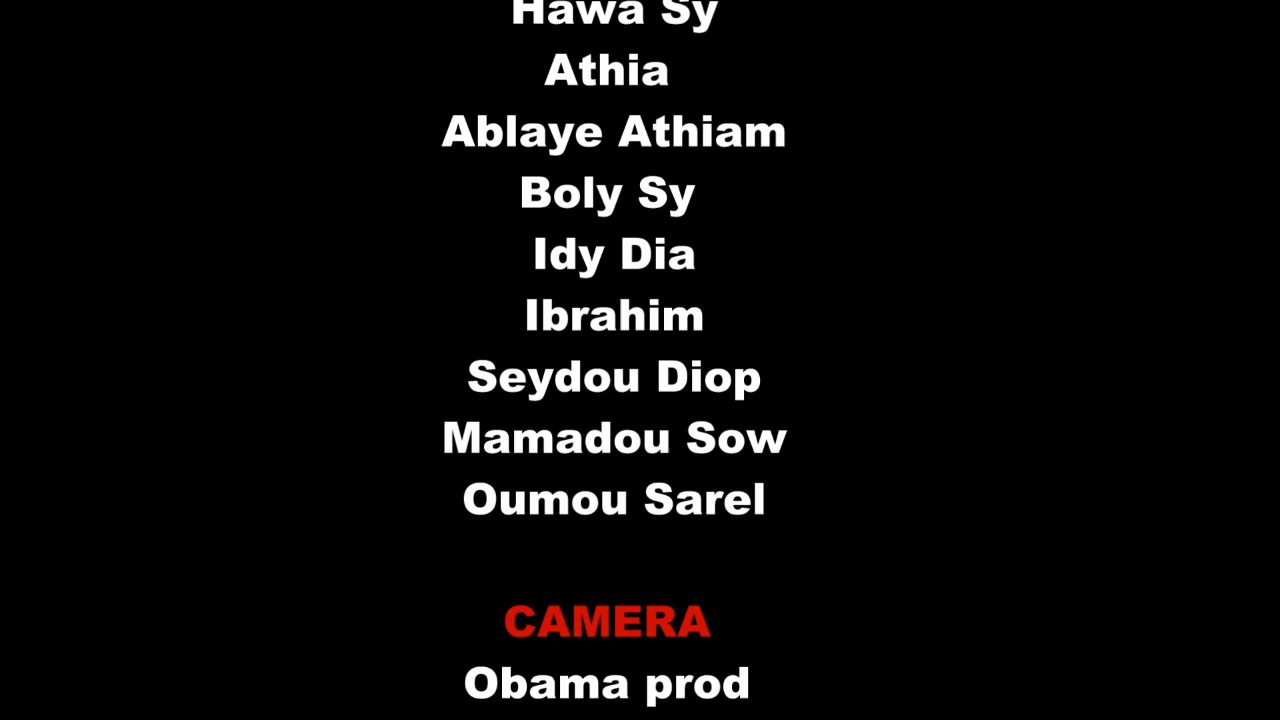 Hawa Sy
Athia
Ablaye Athiam
Boly Sy
Idy Dia
Ibrahim
Seydou Diop
Mamadou Sow
Oumou Sarel
CAMERA
Obama prod